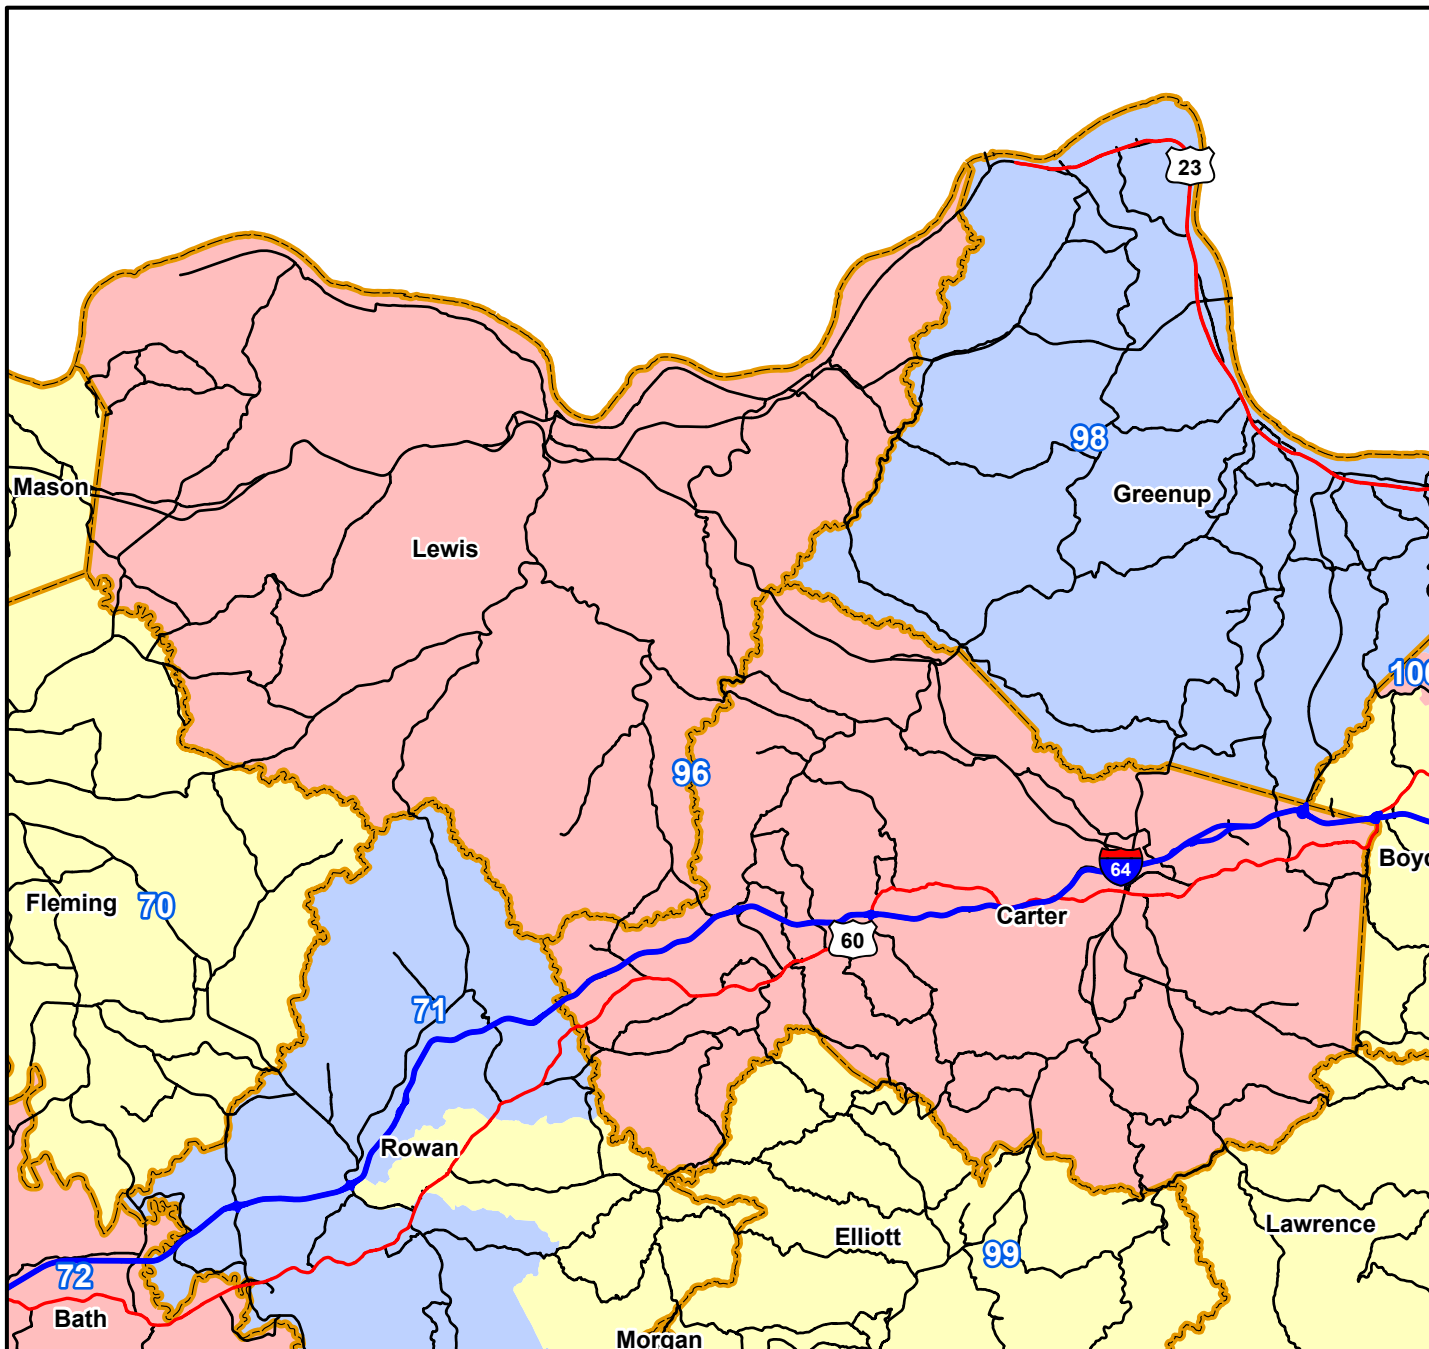 23
98
Mason
Greenup
Lewis
100
96
Boyd
64
Fleming
70
Carter
60
71
Rowan
Lawrence
Elliott
99
72
Bath
Morgan